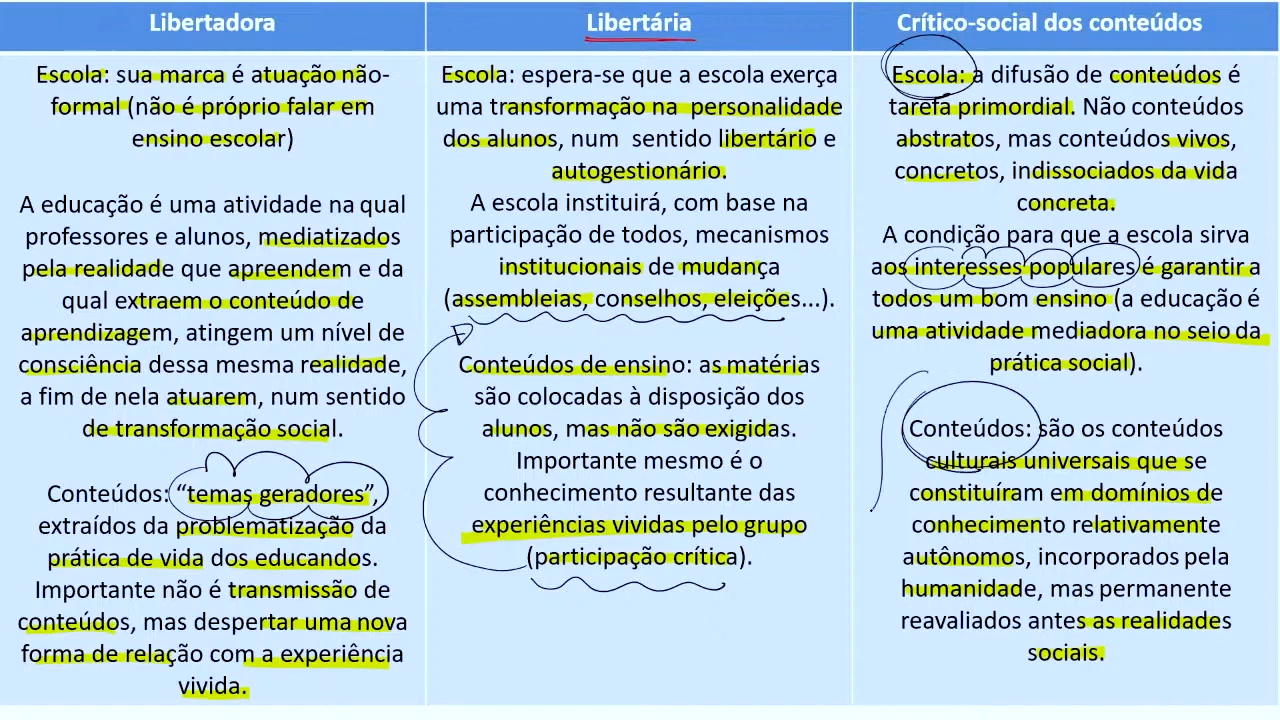 Libertadora
Escola: sua marca é atuação não-
formal (não é próprio falar em
ensino escolar)
A educação é uma atividade na qual
professores e alunos, mediatizados
pela realidade que apreendem e da
qual extraem o conteúdo de
aprendizagem, atingem um nível de
consciência dessa mesma realidade,
a fim de nela atuarem, num sentido
de transformação social.
Conteúdos: “temas geradores”,
extraídos da problematização da
prática de vida dos educandos.
Importante não é transmissão de
conteúdos, mas despertar uma nova
forma de relação com a experiência
vivida.
Libertária
Escola: espera-se que a escola exerça
uma transformação na personalidade
dos alunos, num sentido libertário e
autogestionário.
A escola instituirá, com base na
participação de todos, mecanismos
institucionais de mudança
(assembleias, conselhos, eleições...).
Conteúdos de ensino: as matérias
são colocadas à disposição dos
alunos, mas não são exigidas.
Importante mesmo é o
conhecimento resultante das
experiências vividas pelo grupo
(participação crítica).
Crítico-social dos conteúdos
Escola: a difusão de conteúdos é
tarefa primordial. Não conteúdos
abstratos, mas conteúdos vivos,
concretos, indissociados da vida
concreta.
A condição para que a escola sirva
aos interesses populares é garantir a
todos um bom ensino (a educação é
uma atividade mediadora no seio da
prática social).
Conteúdos: são os conteúdos
culturais universais que se
constituíram em domínios de
conhecimento relativamente
autônomos, incorporados pela
humanidade, mas permanente
reavaliados antes as realidades
sociais.